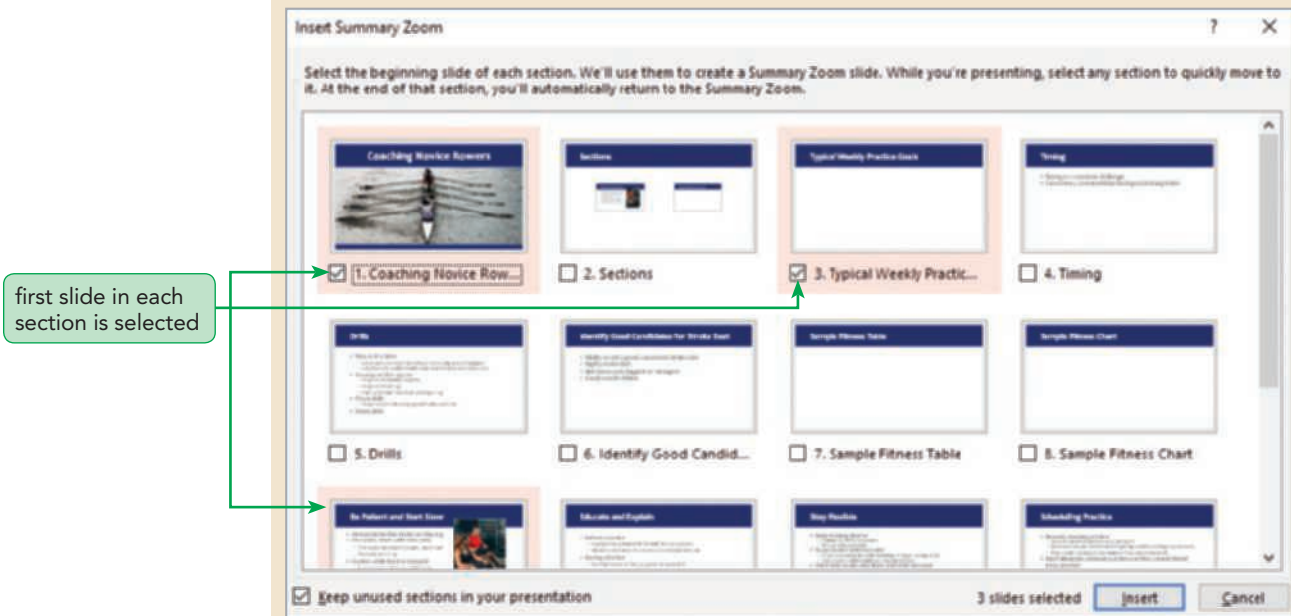 Insert Summary Zoom
?
Select the beginning slide of each section. We'll use them to create a Summary Zoom slide. While you're presenting, select any section to quickly move to
it. At the end of that section, you'll automatically return to the Summary Zoom.
Coaching Novice Rowers
Sections
Typical Weekly Practice Goals
Timing
1. Coaching Novice Row...
2. Sections
3. Typical Weekly Practic...
4. Timing
first slide in each
section is selected
Drills
Identify Good Candidates for Stroke Seat
Sample Fitness Table
Sample Fitness Chart
5. Drills
6. Identify Good Candid...
7. Sample Fitness Table
8. Sample Fitness Chart
Be Patient and Start Slow
Educate and Explain
Stay Flexible
Scheduling Practice
Keep unused sections in your presentation
3 slides selected
Insert
Cancel